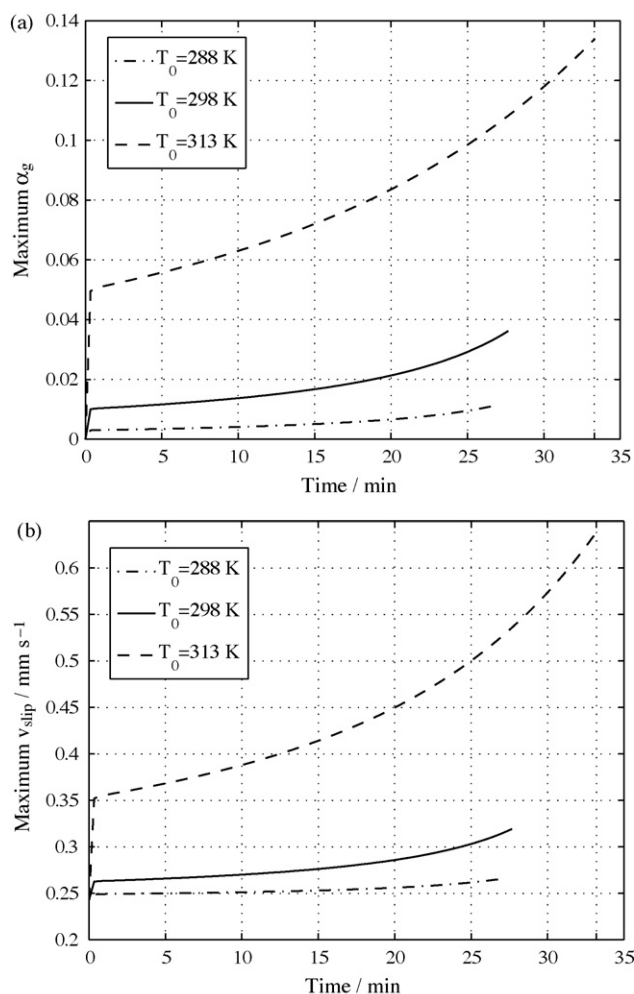 (a)
0.14
0.12
0.1
0.08
0.06
0.04
0.02
0
Maximum αg
T0=288 K
T0=298 K
T0=313 K
0 5 10 15 20 25 30 35
Time / min
(b)
0.6
0.55
0.5
0.45
0.4
0.35
0.3
0.25
0.2
Maximum vslip / mm s−1
T0=288 K
T0=298 K
T0=313 K
0 5 10 15 20 25 30 35
Time / min